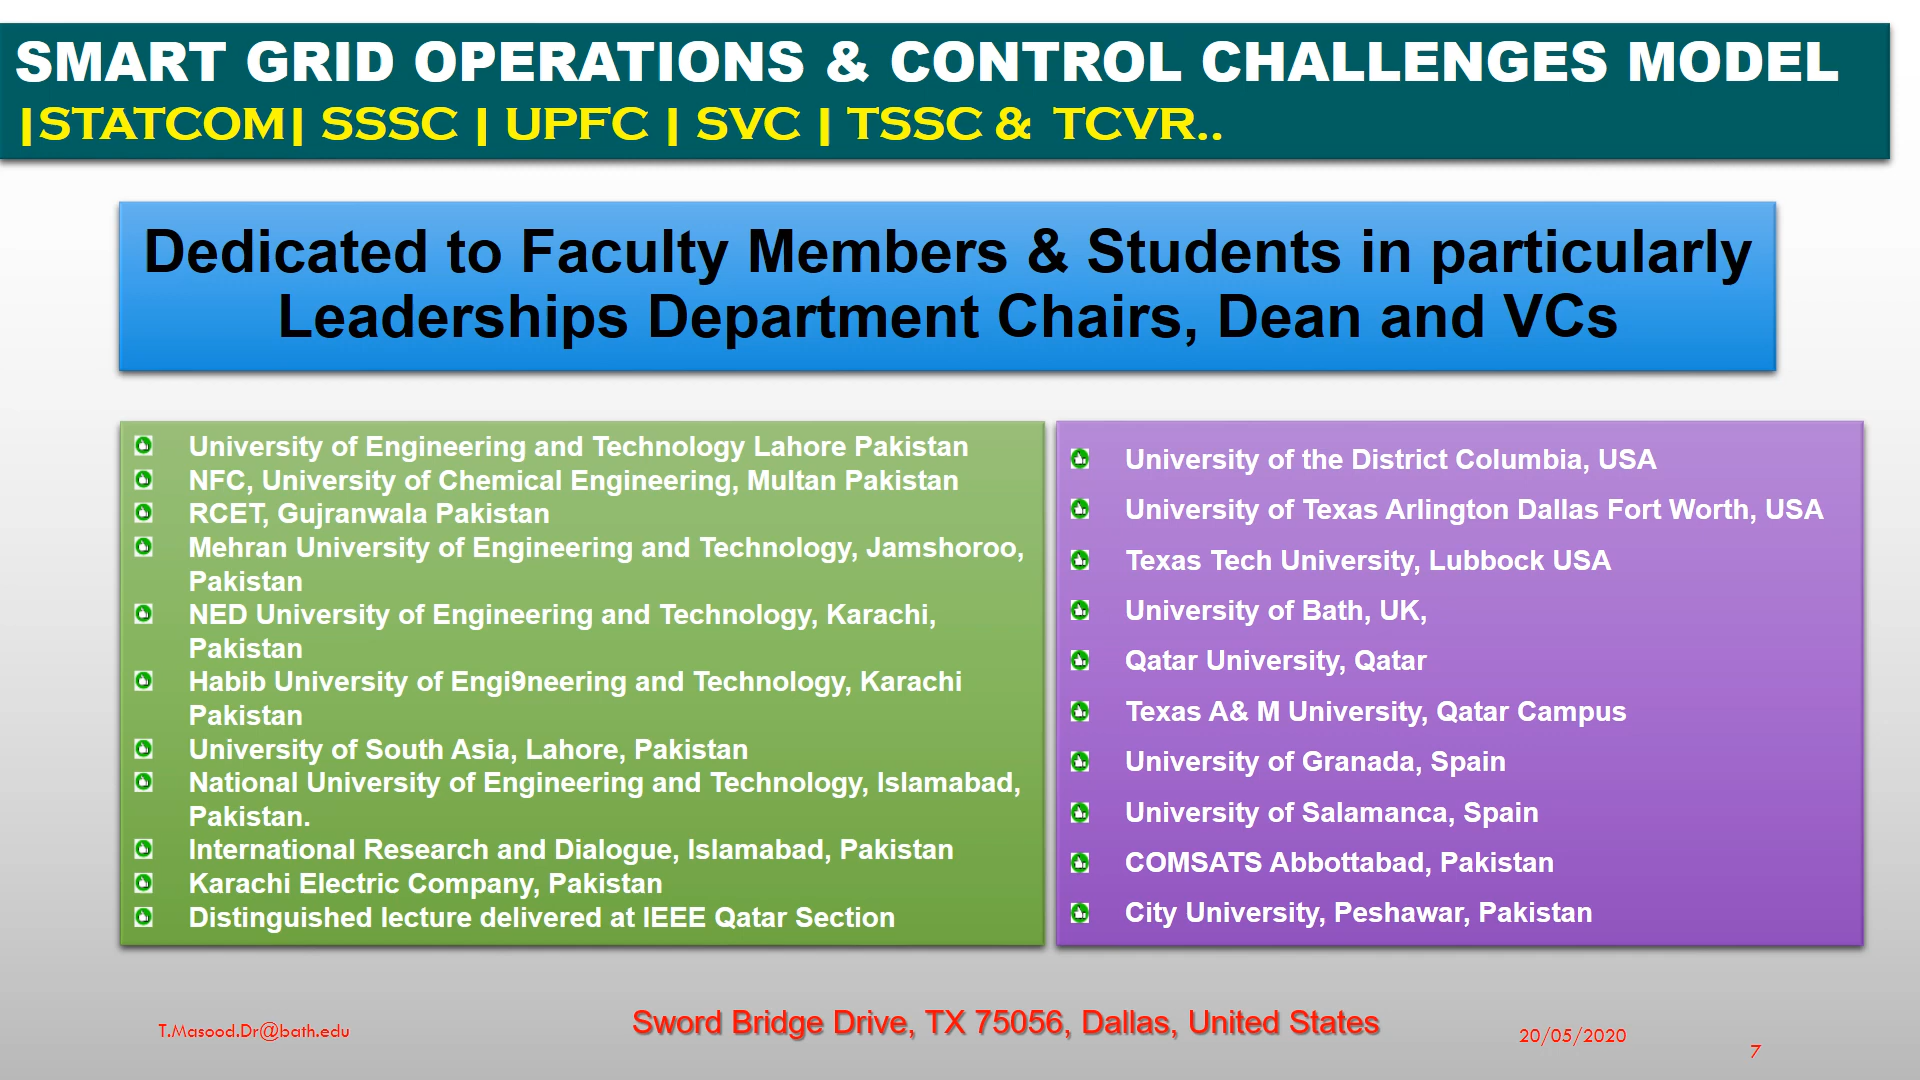 SMART GRID OPERATIONS & CONTROL CHALLENGES MODEL
|STATCOM| SSSC | UPFC | SVC | TSSC & TCVR..
Dedicated to Faculty Members & Students in particularly
Leaderships Department Chairs, Dean and VCs
University of Engineering and Technology Lahore Pakistan
NFC, University of Chemical Engineering, Multan Pakistan
RCET, Gujranwala Pakistan
Mehran University of Engineering and Technology, Jamshoroo,
Pakistan
NED University of Engineering and Technology, Karachi,
Pakistan
Habib University of Engi9neering and Technology, Karachi
Pakistan
University of South Asia, Lahore, Pakistan
National University of Engineering and Technology, Islamabad,
Pakistan.
International Research and Dialogue, Islamabad, Pakistan
Karachi Electric Company, Pakistan
Distinguished lecture delivered at IEEE Qatar Section
University of the District Columbia, USA
University of Texas Arlington Dallas Fort Worth, USA
Texas Tech University, Lubbock USA
University of Bath, UK,
Qatar University, Qatar
Texas A& M University, Qatar Campus
University of Granada, Spain
University of Salamanca, Spain
COMSATS Abbottabad, Pakistan
City University, Peshawar, Pakistan
T.Masood.Dr@bath.edu
Sword Bridge Drive, TX 75056, Dallas, United States
20/05/2020
7